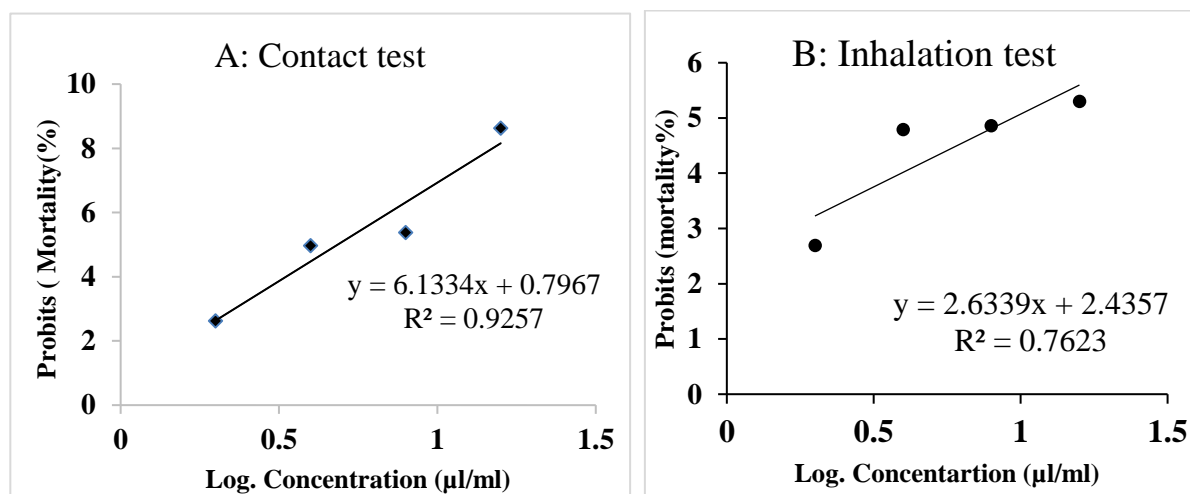 A: Contact test
10
8
6
4
2
0
Probits ( Mortality(%)
y = 6.1334x + 0.7967
R² = 0.9257
0 0.5 1 1.5
Log. Concentration (µl/ml)
B: Inhalation test
6
5
4
3
2
1
0
Probits (mortality%)
y = 2.6339x + 2.4357
R² = 0.7623
0 0.5 1 1.5
Log. Concentartion (µl/ml)